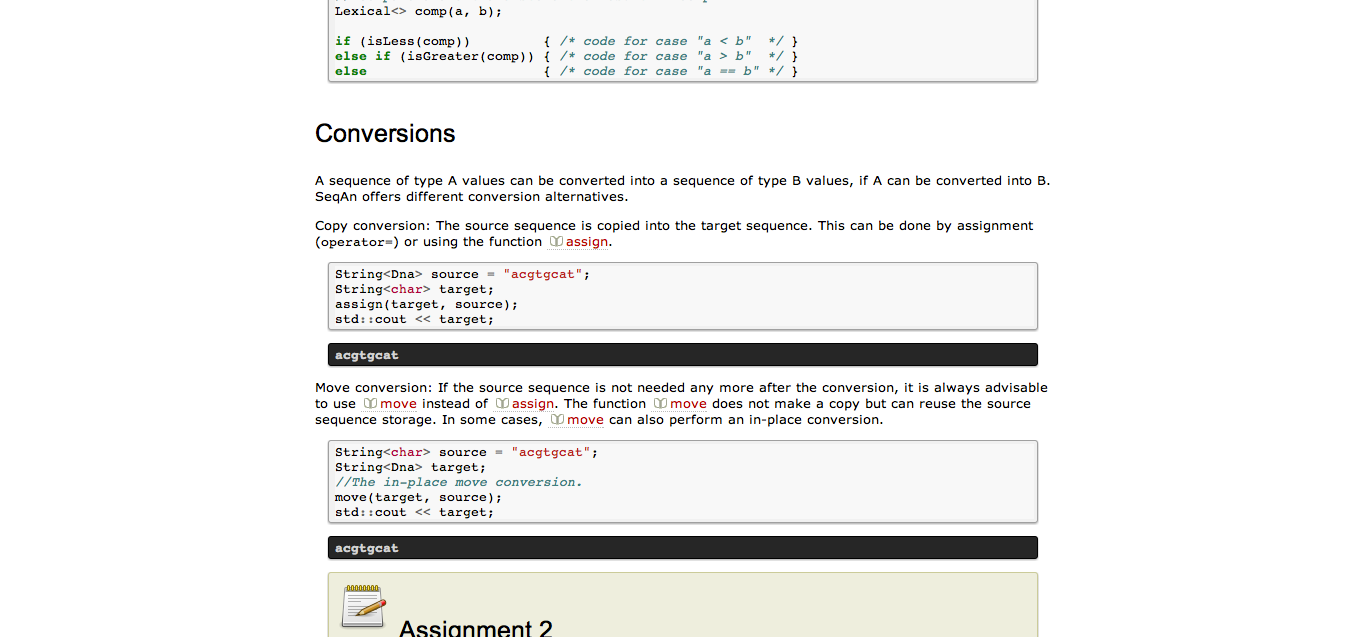 Lexical<> comp(a, b);
if (isLess(comp))         { /* code for case "a < b"  */ }
else if (isGreater(comp)) { /* code for case "a > b"  */ }
else                      { /* code for case "a == b" */ }
Conversions
A sequence of type A values can be converted into a sequence of type B values, if A can be converted into B.
SeqAn offers different conversion alternatives.
Copy conversion: The source sequence is copied into the target sequence. This can be done by assignment
(operator=) or using the function assign.
String<Dna> source = "acgtgcat";
String<char> target;
assign(target, source);
std::cout << target;
acgtgcat
Move conversion: If the source sequence is not needed any more after the conversion, it is always advisable
to use move instead of assign. The function move does not make a copy but can reuse the source
sequence storage. In some cases, move can also perform an in-place conversion.
String<char> source = "acgtgcat";
String<Dna> target;
//The in-place move conversion.
move(target, source);
std::cout << target;
acgtgcat
Assignment 2